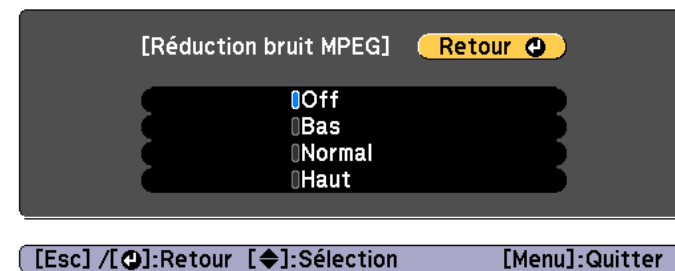 [Réduction bruit MPEG] Retour
Off
Bas
Normal
Haut
[Esc] /[ ]:Retour [ ]:Sélection [Menu]:Quitter